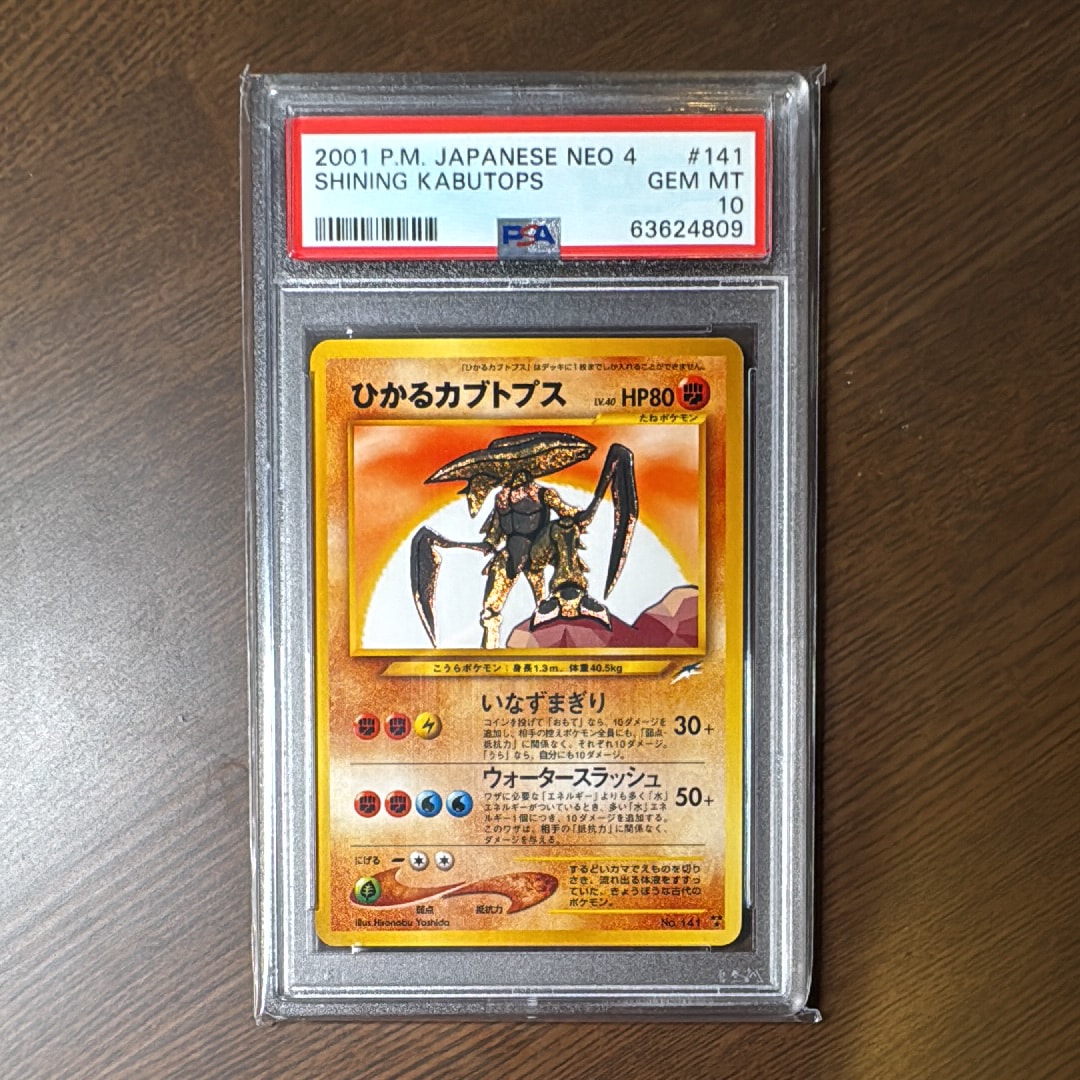 2001 P.M. JAPANESE NEO 4 #141
SHINING KABUTOPS GEM MT
10
PSA 63624809
「ひかるカブトプス」はデッキに1枚までしか入れることができません。
ひかるカブトプス LV.40 HP80
たねポケモン
こうらポケモン：身長1.3m、体重40.5kg
いなずまぎり
コインを投げて「おもて」なら、10ダメージを
追加し、相手の控えポケモン全員にも、「弱点・
抵抗力」に関係なく、それぞれ10ダメージ。
「うら」なら、自分にも10ダメージ。
30+
ウォータースラッシュ
ワザに必要な「エネルギー」よりも多く「水」
エネルギーがついているとき、多い「水」エネ
ルギー1個につき、10ダメージを追加する。
このワザは、相手の「抵抗力」に関係なく、
ダメージを与える。
50+
にげる
弱点 抵抗力
するどいカマでえものを切り
さき、流れ出る体液をすすっ
ていた、きょうぼうな古代の
ポケモン。
illus.Hironobu Yoshida No.141